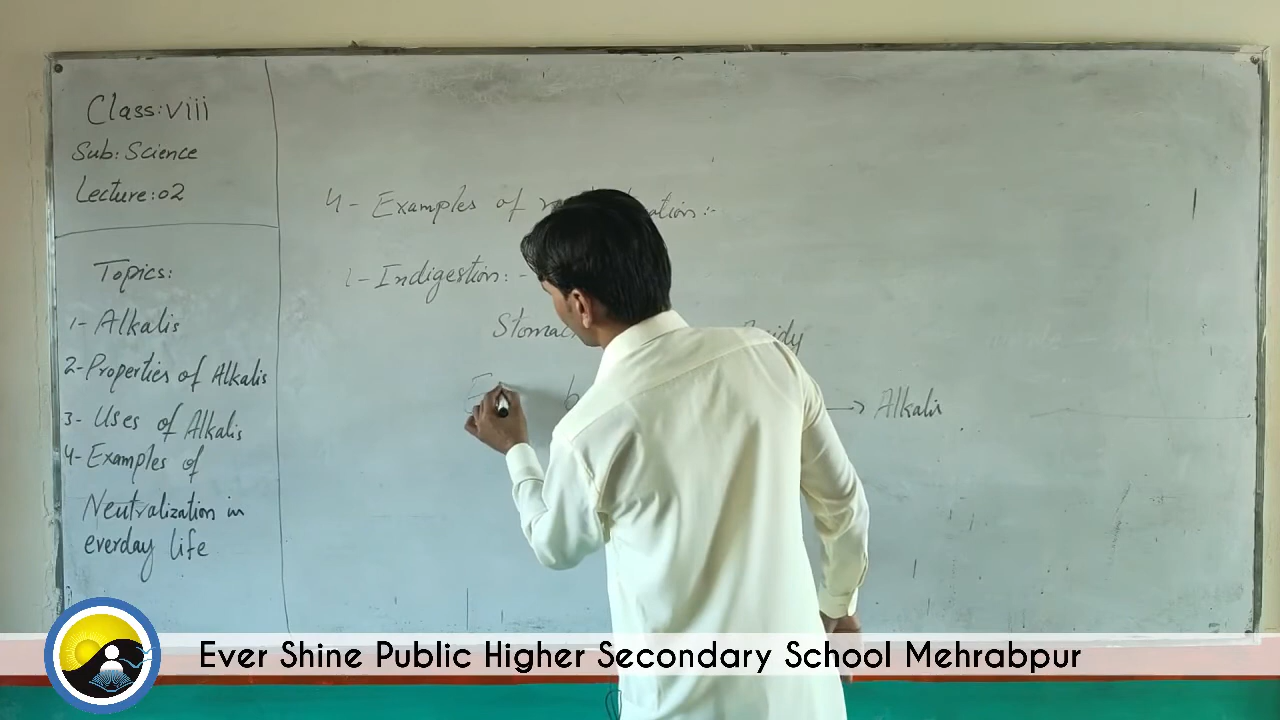 Class: viii
Sub: Science
Lecture: 02
Topics:
1- Alkalis
2- Properties of Alkalis
3- Uses of Alkalis
4- Examples of
Neutralization in
everday life
4- Examples of
1- Indigestion:-
Alkalis
Ever Shine Public Higher Secondary School Mehrabpur